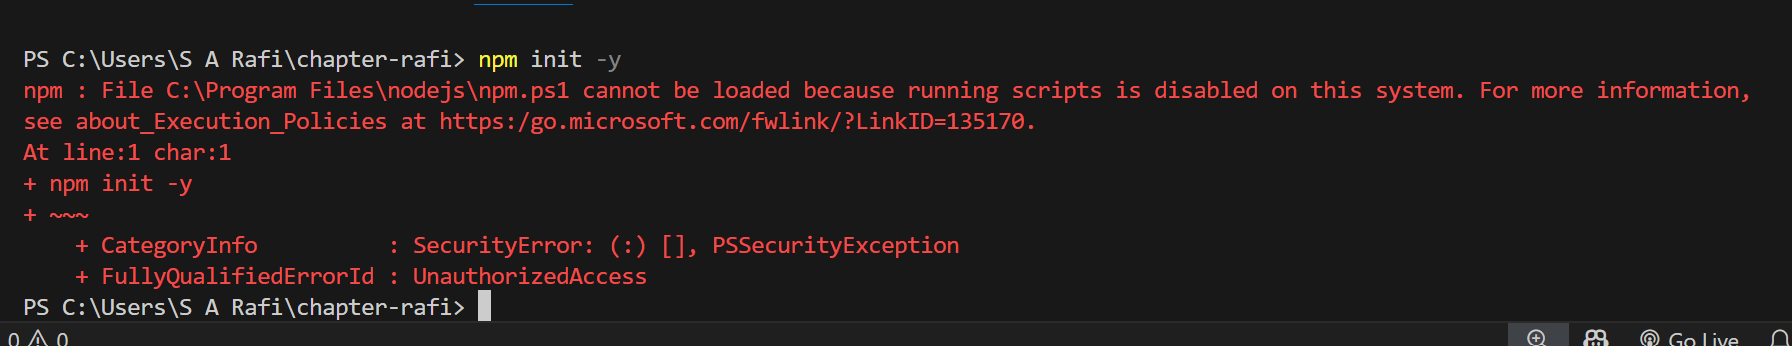 PS C:\Users\S A Rafi\chapter-rafi> npm init -y
npm : File C:\Program Files\nodejs\npm.ps1 cannot be loaded because running scripts is disabled on this system. For more information,
see about_Execution_Policies at https:/go.microsoft.com/fwlink/?LinkID=135170.
At line:1 char:1
+ npm init -y
+ ~~~
    + CategoryInfo          : SecurityError: (:) [], PSSecurityException
    + FullyQualifiedErrorId : UnauthorizedAccess
PS C:\Users\S A Rafi\chapter-rafi>
0 0 Go Live